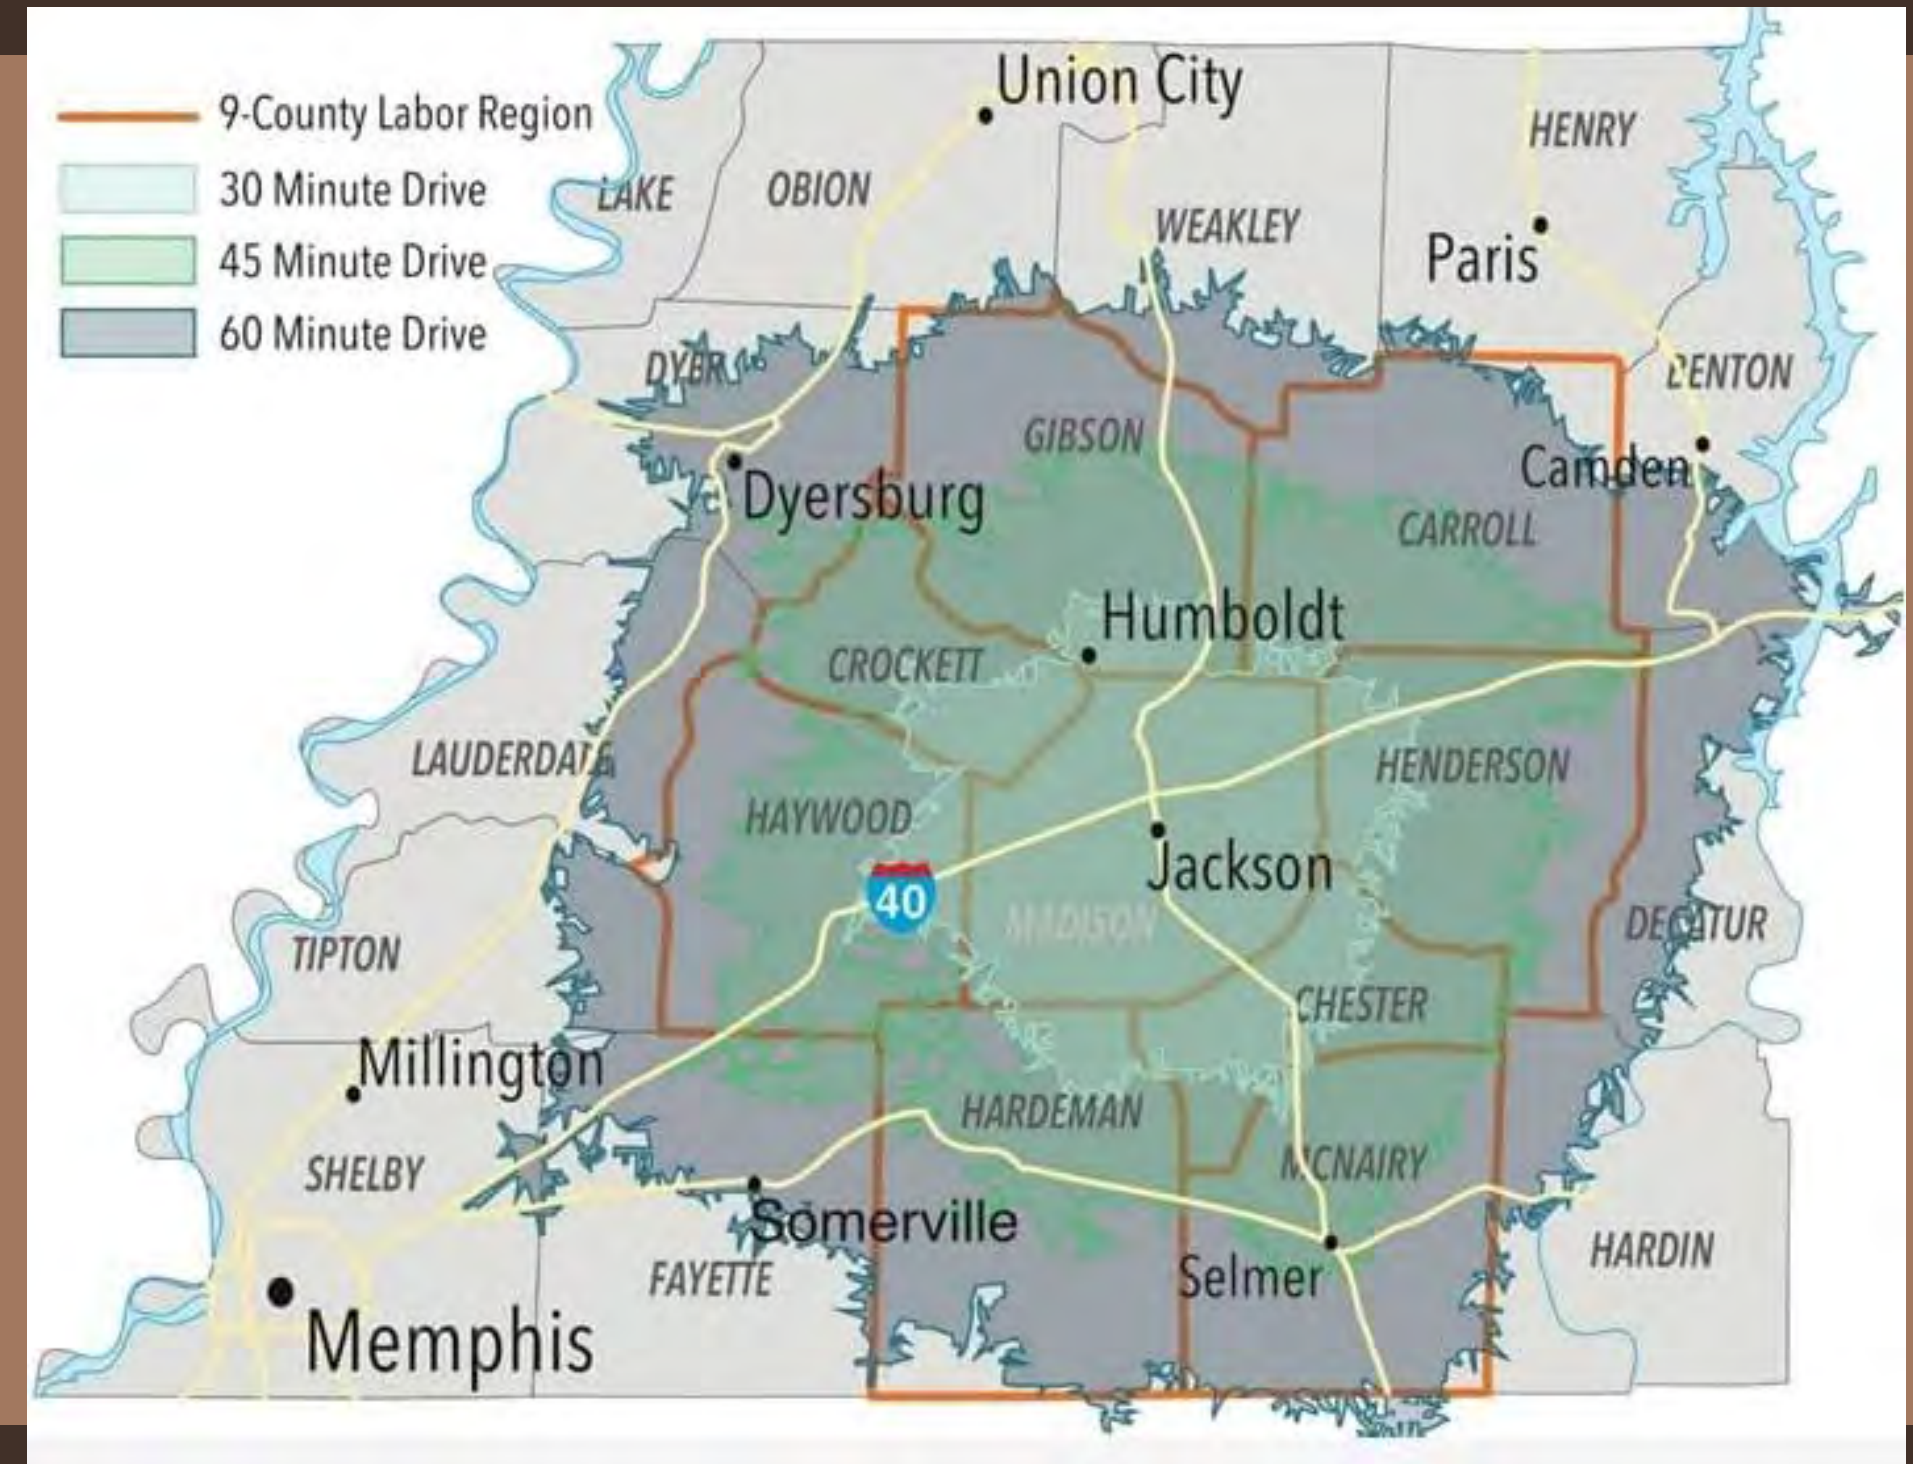 Union City
9-County Labor Region
HENRY
30 Minute Drive
LAKE
OBION
WEAKLEY
Paris
45 Minute Drive
60 Minute Drive
DYER
BENTON
GIBSON
Camden
Dyersburg
CARROLL
Humboldt
CROCKETT
LAUDERDALE
HENDERSON
HAYWOOD
Jackson
40
MADISON
DECATUR
TIPTON
CHESTER
Millington
HARDEMAN
SHELBY
MCNAIRY
Somerville
HARDIN
FAYETTE
Selmer
Memphis